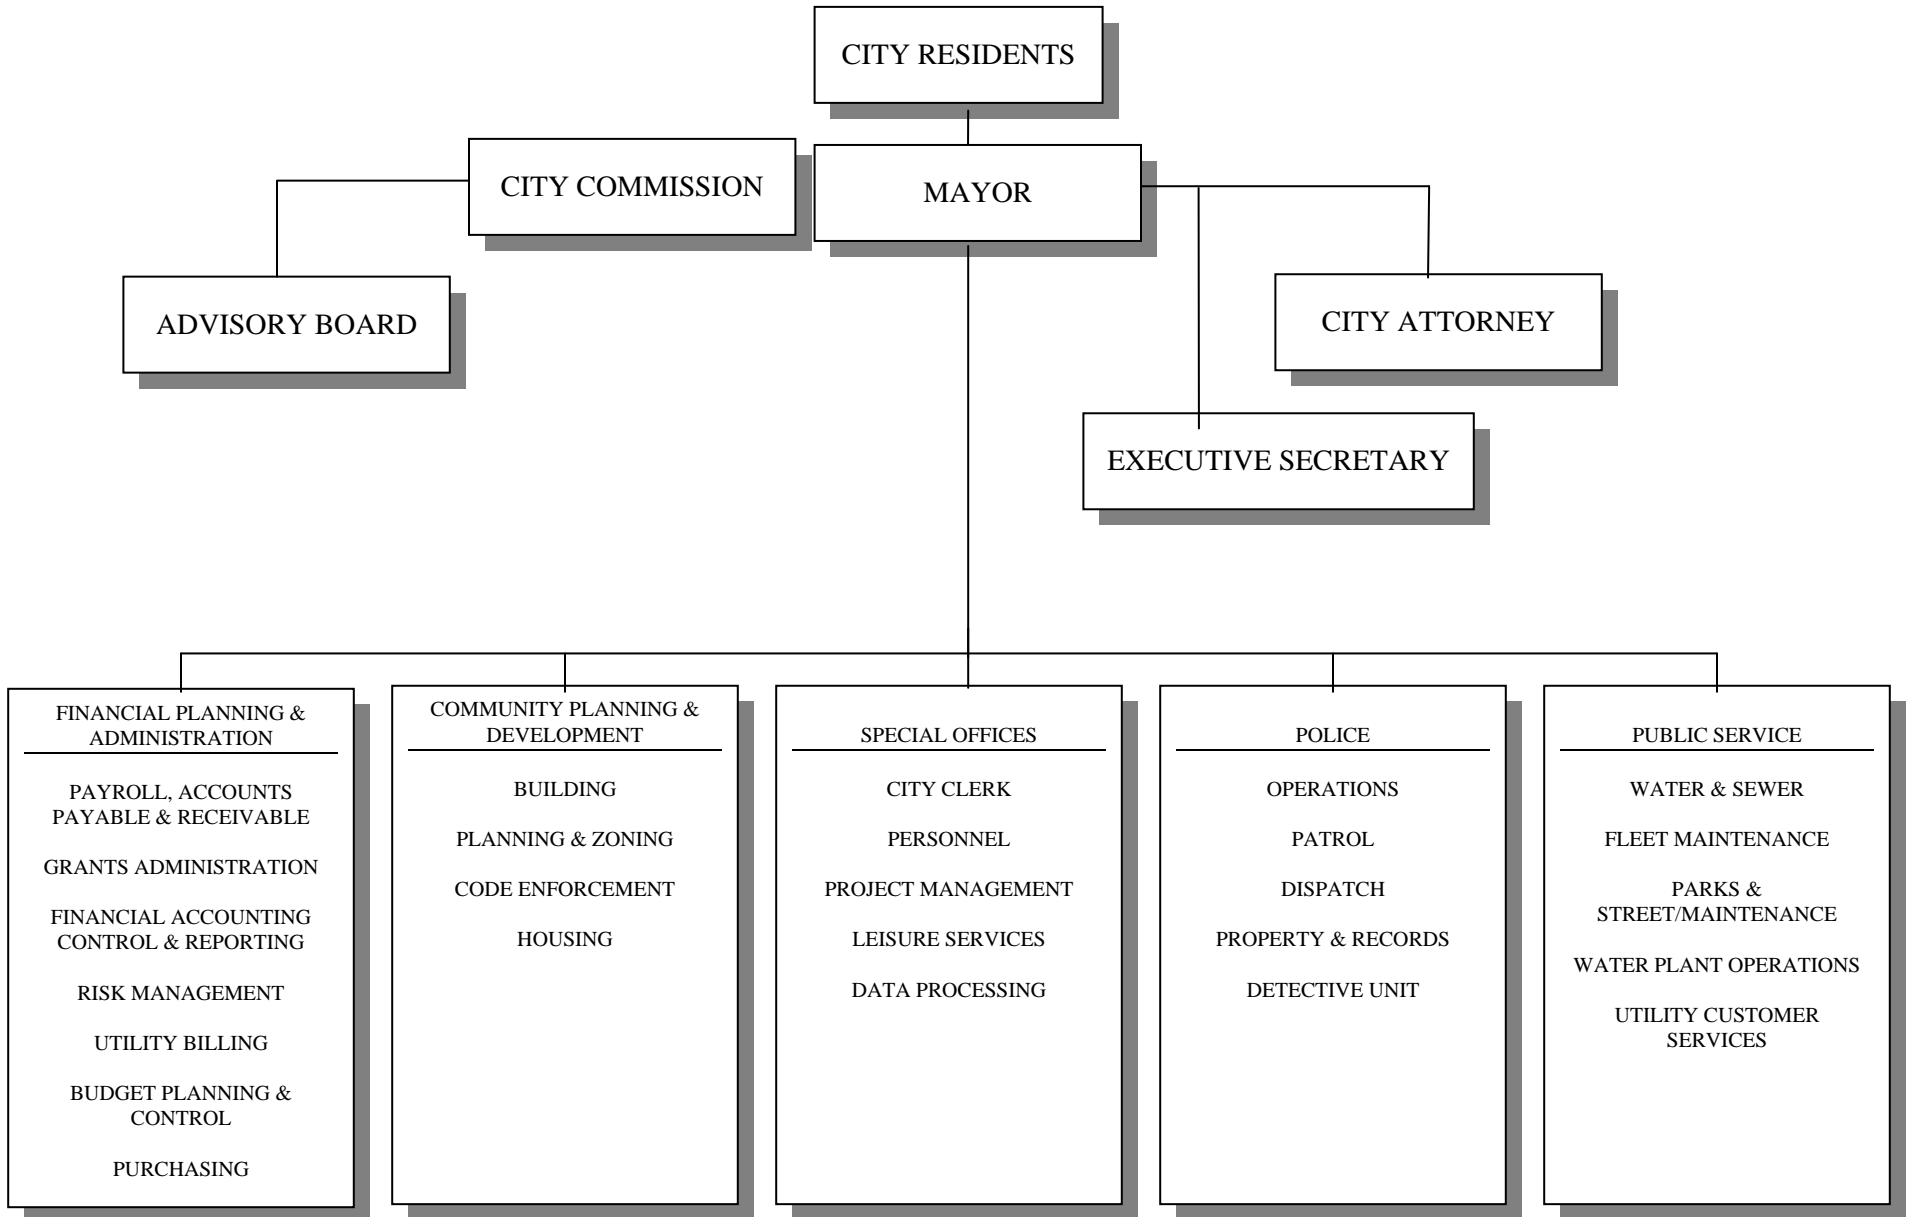 CITY RESIDENTS
CITY COMMISSION
MAYOR
ADVISORY BOARD
CITY ATTORNEY
EXECUTIVE SECRETARY
FINANCIAL PLANNING &
ADMINISTRATION
PAYROLL, ACCOUNTS
PAYABLE & RECEIVABLE
GRANTS ADMINISTRATION
FINANCIAL ACCOUNTING
CONTROL & REPORTING
RISK MANAGEMENT
UTILITY BILLING
BUDGET PLANNING &
CONTROL
PURCHASING
COMMUNITY PLANNING &
DEVELOPMENT
BUILDING
PLANNING & ZONING
CODE ENFORCEMENT
HOUSING
SPECIAL OFFICES
CITY CLERK
PERSONNEL
PROJECT MANAGEMENT
LEISURE SERVICES
DATA PROCESSING
POLICE
OPERATIONS
PATROL
DISPATCH
PROPERTY & RECORDS
DETECTIVE UNIT
PUBLIC SERVICE
WATER & SEWER
FLEET MAINTENANCE
PARKS &
STREET/MAINTENANCE
WATER PLANT OPERATIONS
UTILITY CUSTOMER
SERVICES